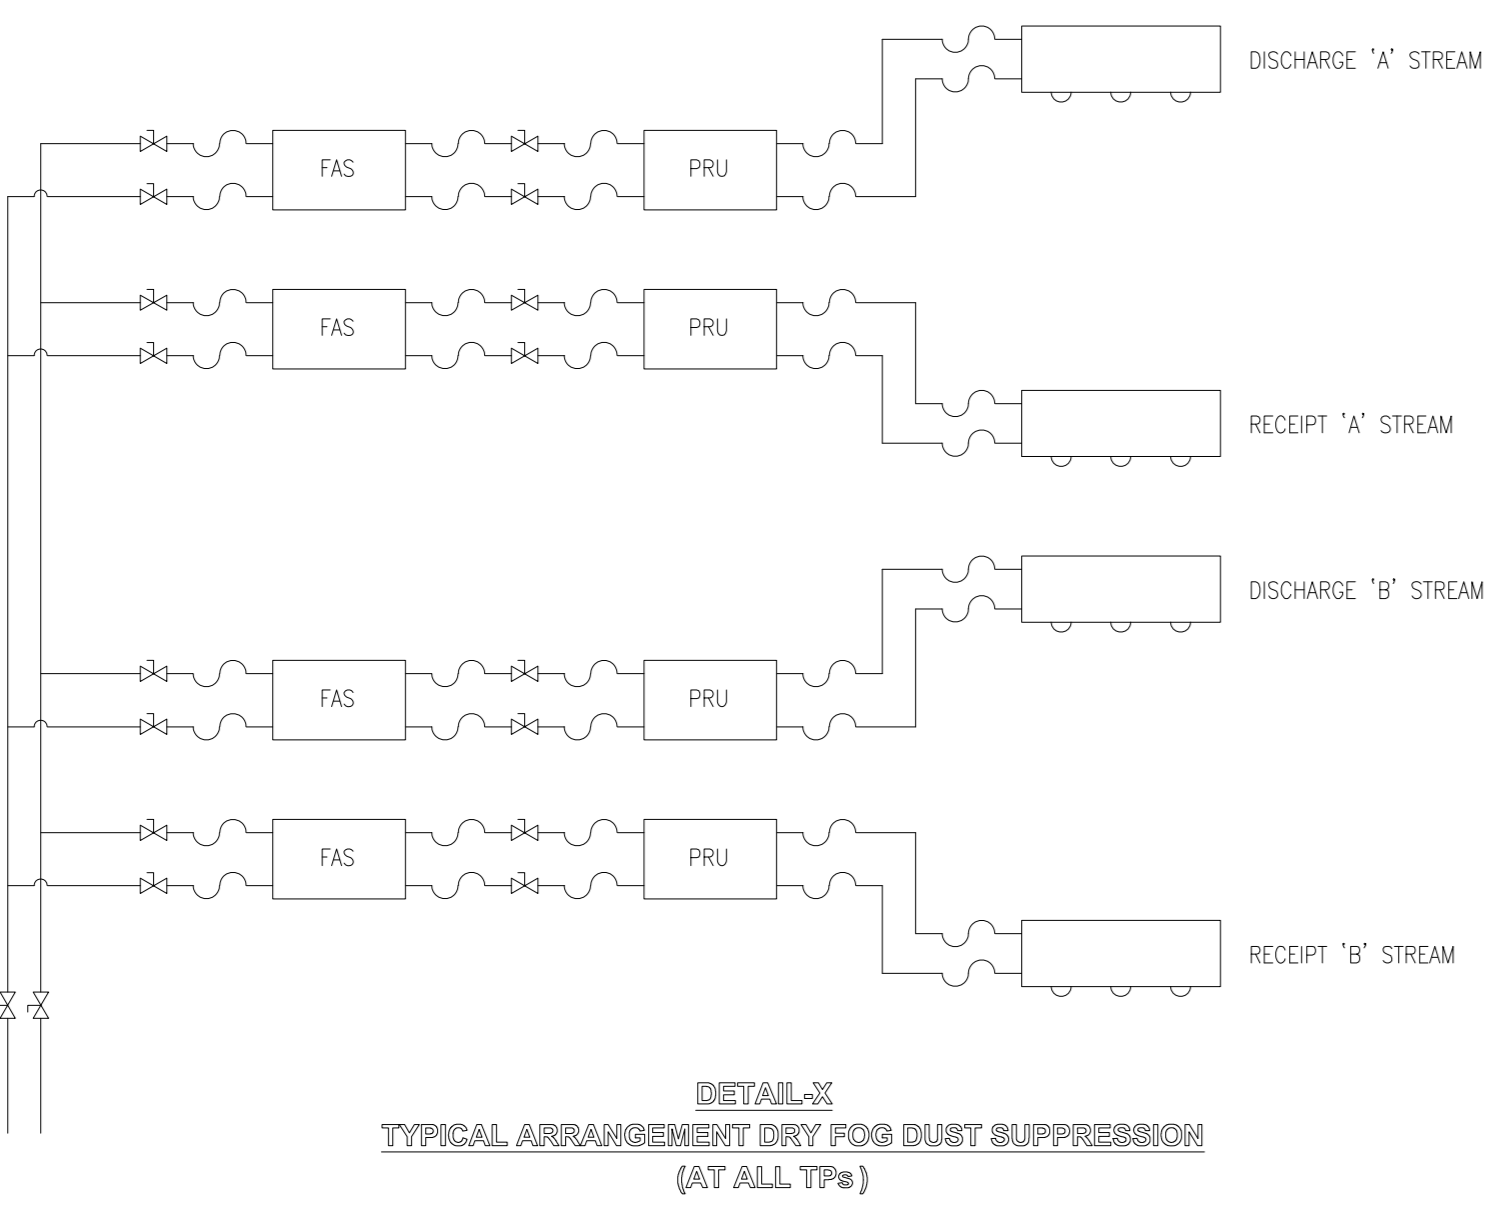 DISCHARGE 'A' STREAM
FAS PRU
FAS PRU
RECEIPT 'A' STREAM
DISCHARGE 'B' STREAM
FAS PRU
FAS PRU
RECEIPT 'B' STREAM
DETAIL-X
TYPICAL ARRANGEMENT DRY FOG DUST SUPPRESSION
(AT ALL TPs)